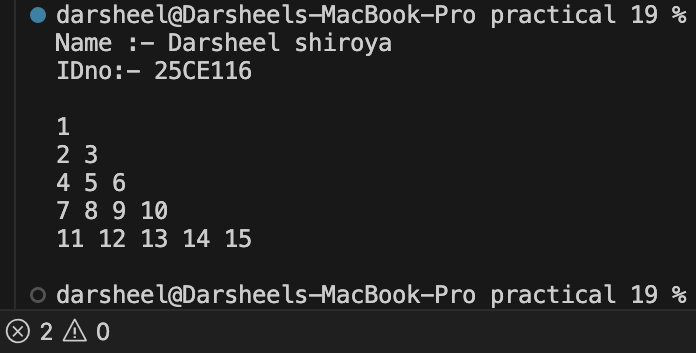 darsheel@Darsheels-MacBook-Pro practical 19 %
Name :- Darsheel shiroya
IDno:- 25CE116
1
2 3
4 5 6
7 8 9 10
11 12 13 14 15
darsheel@Darsheels-MacBook-Pro practical 19 %
2 0